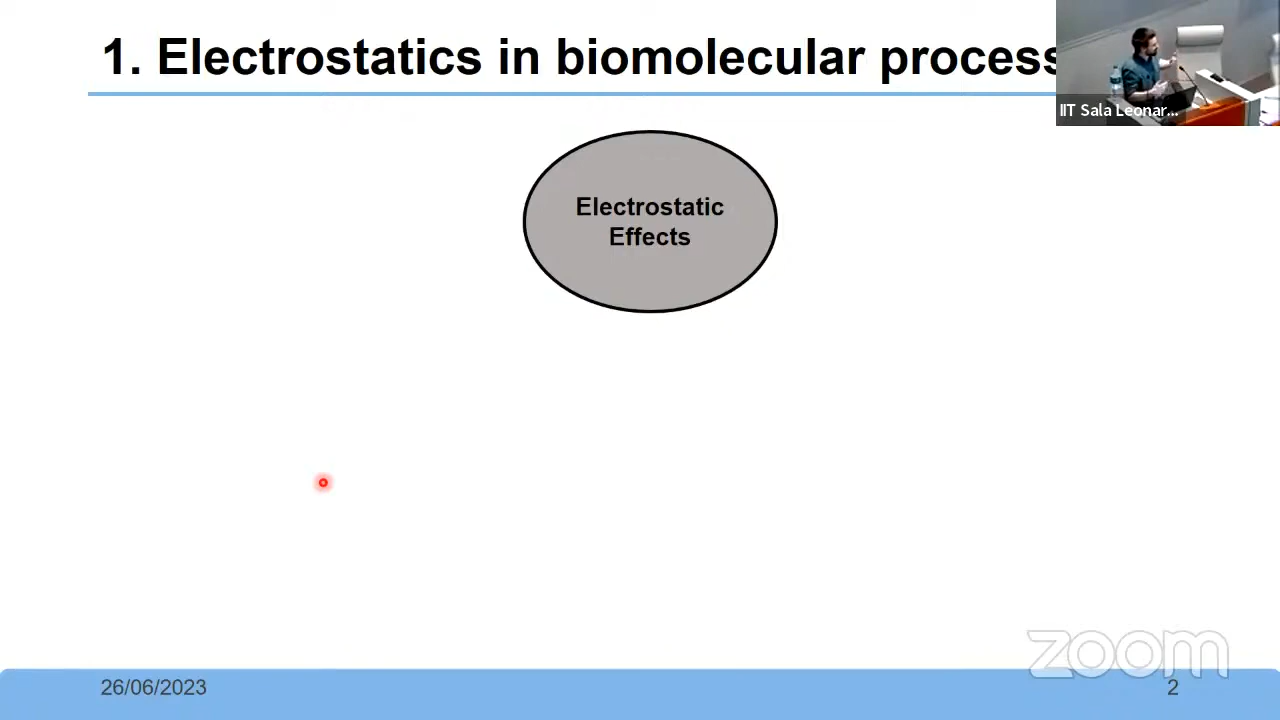 1. Electrostatics in biomolecular process
IIT Sala Leonar...
Electrostatic
Effects
zoom
26/06/2023
2